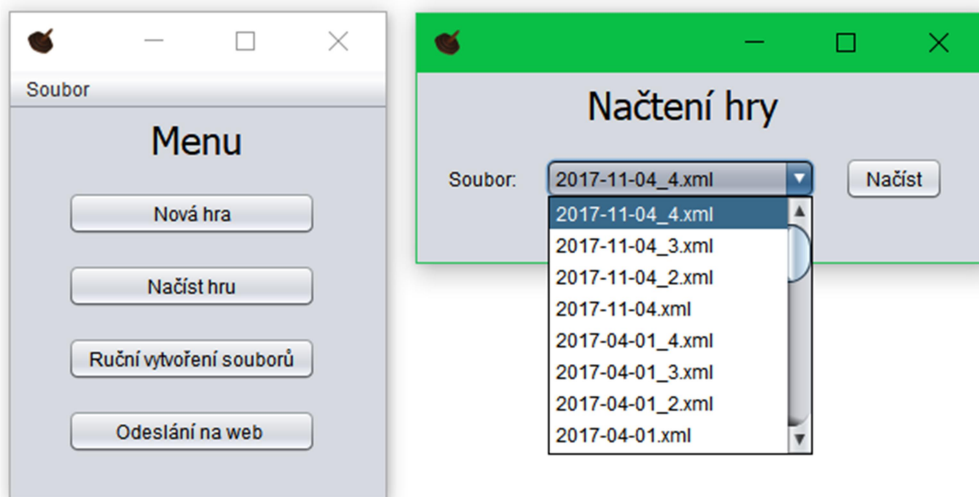 Soubor
Menu
Nová hra
Načíst hru
Ruční vytvoření souborů
Odeslání na web
Načtení hry
Soubor:
2017-11-04_4.xml
Načíst
2017-11-04_4.xml
2017-11-04_3.xml
2017-11-04_2.xml
2017-11-04.xml
2017-04-01_4.xml
2017-04-01_3.xml
2017-04-01_2.xml
2017-04-01.xml